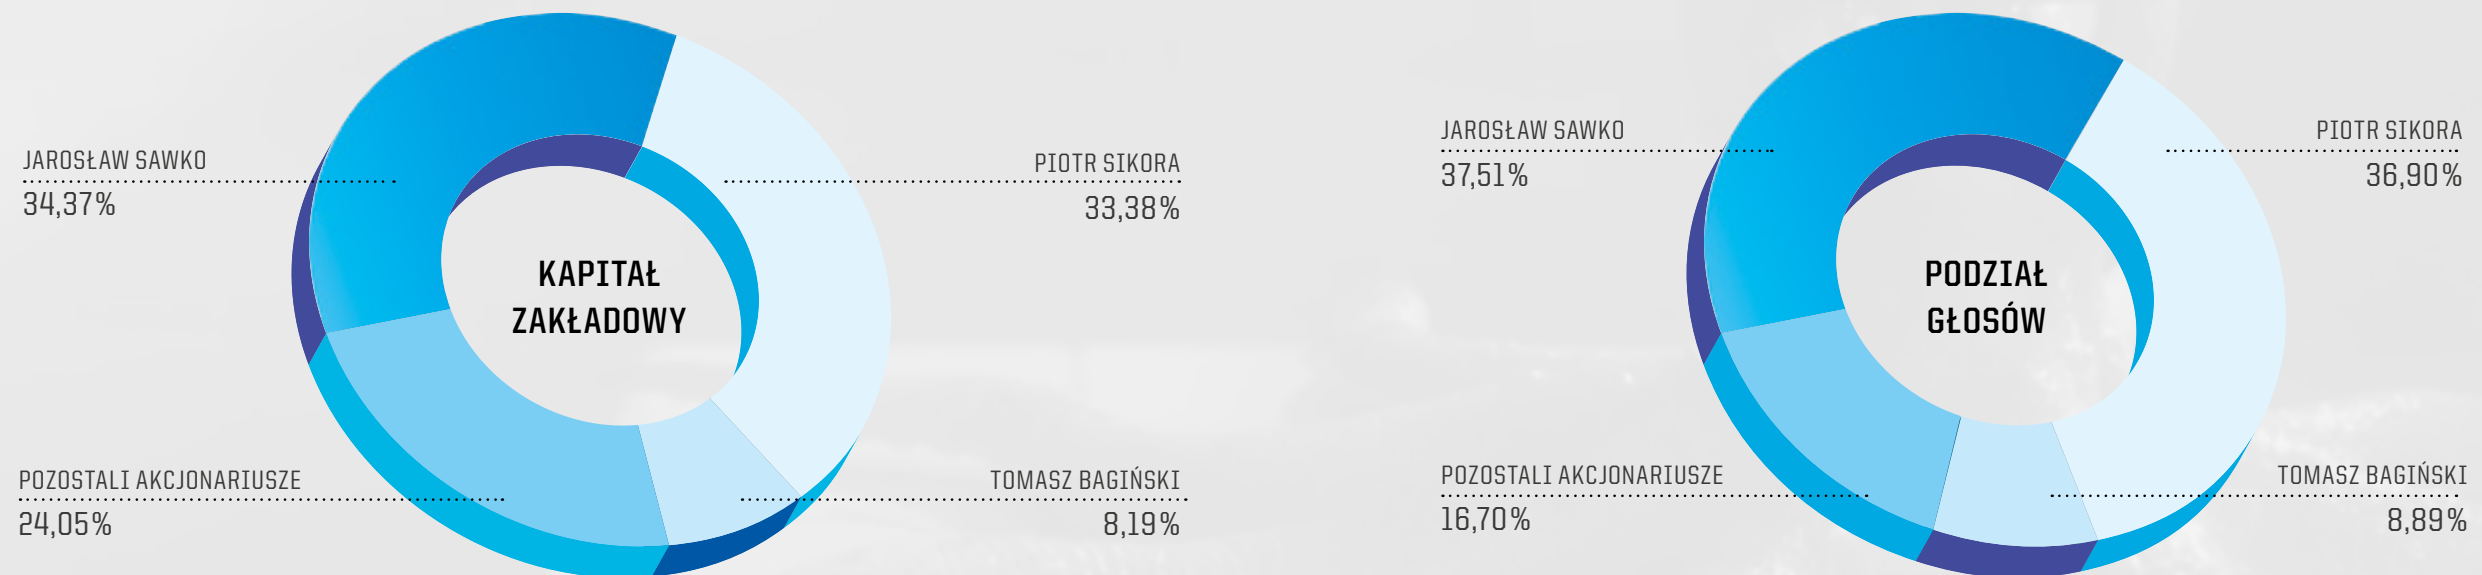 JAROSŁAW SAWKO
34,37%
PIOTR SIKORA
33,38%
KAPITAŁ
ZAKŁADOWY
POZOSTALI AKCJONARIUSZE
24,05%
TOMASZ BAGIŃSKI
8,19%
JAROSŁAW SAWKO
37,51%
PIOTR SIKORA
36,90%
PODZIAŁ
GŁOSÓW
POZOSTALI AKCJONARIUSZE
16,70%
TOMASZ BAGIŃSKI
8,89%